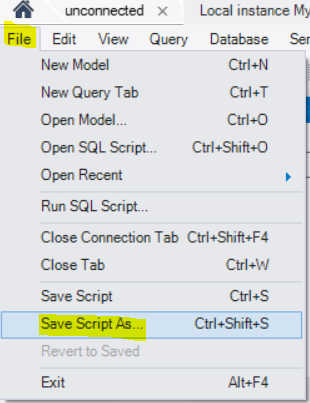 unconnected × Local instance My
File Edit View Query Database Ser
New Model Ctrl+N
New Query Tab Ctrl+T
Open Model... Ctrl+O
Open SQL Script... Ctrl+Shift+O
Open Recent
Run SQL Script...
Close Connection Tab Ctrl+Shift+F4
Close Tab Ctrl+W
Save Script Ctrl+S
Save Script As... Ctrl+Shift+S
Revert to Saved
Exit Alt+F4